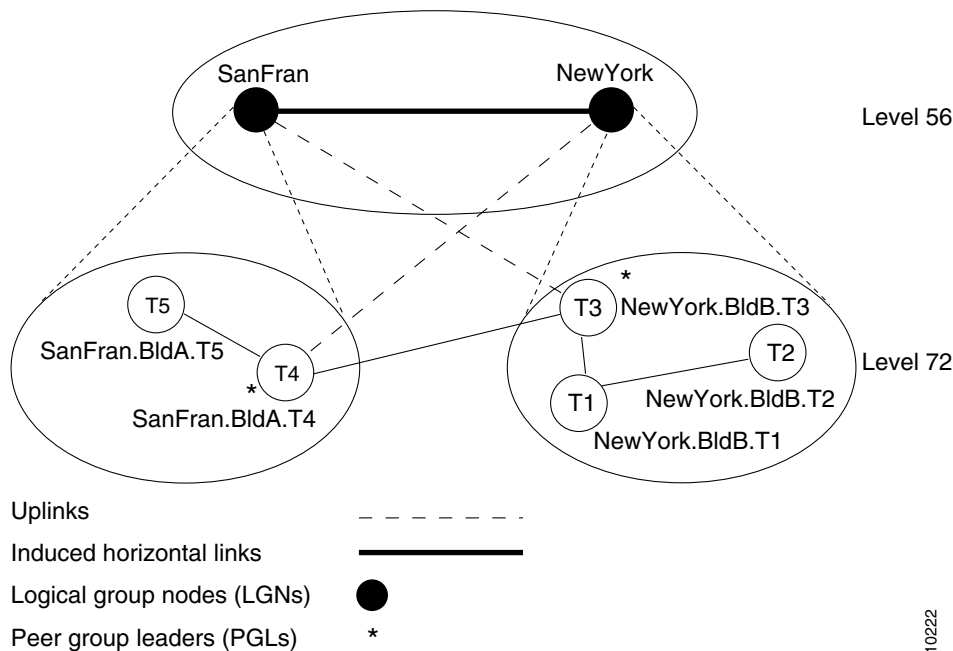 SanFran
NewYork
Level 56
T5
SanFran.BldA.T5
T4
*
SanFran.BldA.T4
*
T3
NewYork.BldB.T3
T2
NewYork.BldB.T2
T1
NewYork.BldB.T1
Level 72
Uplinks
Induced horizontal links
Logical group nodes (LGNs)
Peer group leaders (PGLs) *
10222